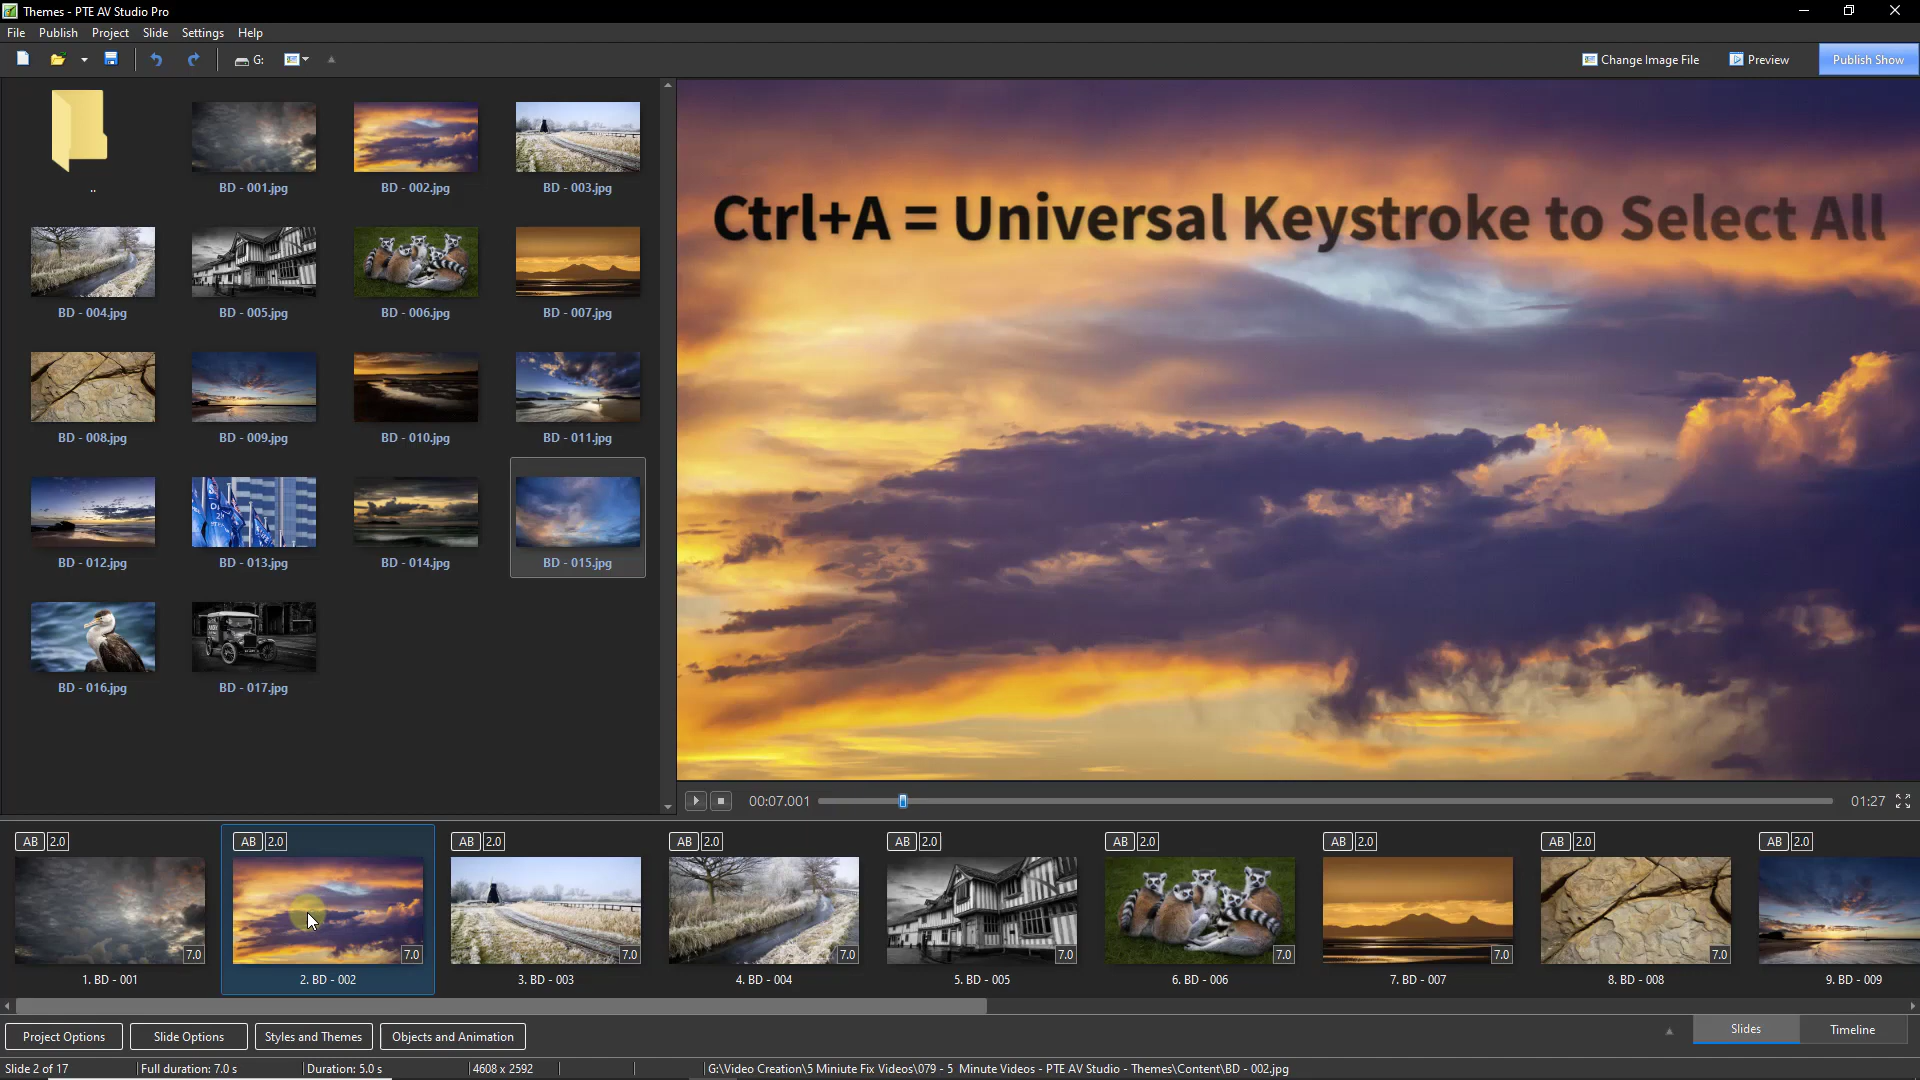 Themes - PTE AV Studio Pro
File Publish Project Slide Settings Help
G:
Change Image File
Preview
Publish Show
..
BD - 001.jpg
BD - 002.jpg
BD - 003.jpg
BD - 004.jpg
BD - 005.jpg
BD - 006.jpg
BD - 007.jpg
BD - 008.jpg
BD - 009.jpg
BD - 010.jpg
BD - 011.jpg
BD - 012.jpg
BD - 013.jpg
BD - 014.jpg
BD - 015.jpg
BD - 016.jpg
BD - 017.jpg
Ctrl+A = Universal Keystroke to Select All
00:07.001
01:27
AB 2.0
AB 2.0
AB 2.0
AB 2.0
AB 2.0
AB 2.0
AB 2.0
AB 2.0
AB 2.0
7.0
7.0
7.0
7.0
7.0
7.0
7.0
7.0
1. BD - 001
2. BD - 002
3. BD - 003
4. BD - 004
5. BD - 005
6. BD - 006
7. BD - 007
8. BD - 008
9. BD - 009
Project Options
Slide Options
Styles and Themes
Objects and Animation
Slides
Timeline
Slide 2 of 17
Full duration: 7.0 s
Duration: 5.0 s
4608 x 2592
G:\Video Creation\5 Miniute Fix Videos\079 - 5  Minute Videos - PTE AV Studio - Themes\Content\BD - 002.jpg